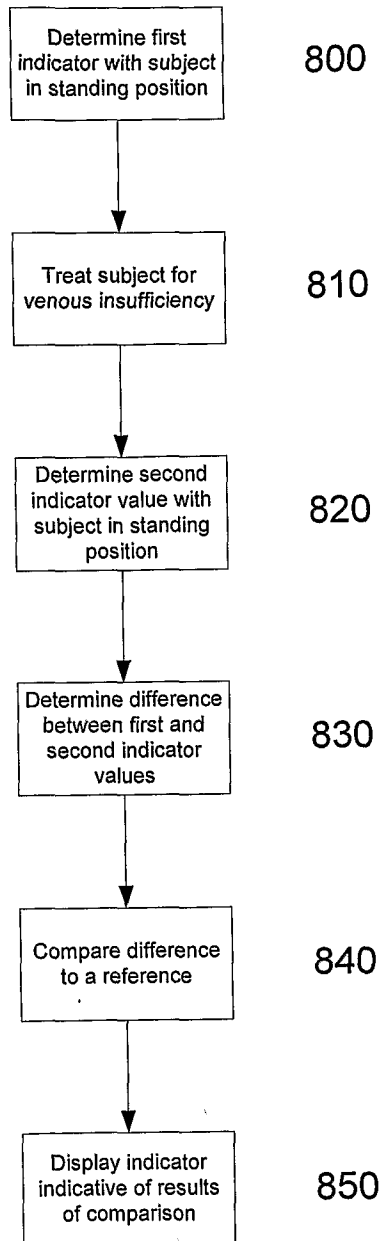 Determine first
indicator with subject
in standing position
800
Treat subject for
venous insufficiency
810
Determine second
indicator value with
subject in standing
position
820
Determine difference
between first and
second indicator
values
830
Compare difference
to a reference
840
Display indicator
indicative of results
of comparison
850